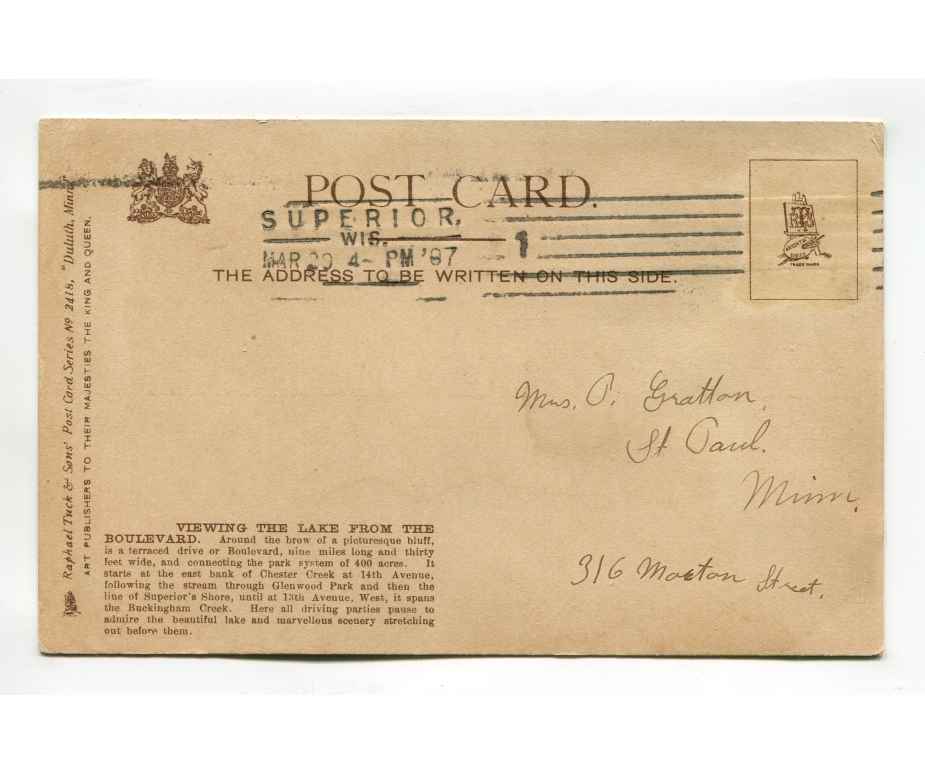 POST CARD.
SUPERIOR,
WIS.
1
MAR 29 4-PM '07
THE ADDRESS TO BE WRITTEN ON THIS SIDE.
TRADE MARK
Raphael Tuck & Sons' Post Card Series Nº 2418, "Duluth, Minn
ART PUBLISHERS TO THEIR MAJESTIES THE KING AND QUEEN.
Mrs. P. Gratton,
St Paul.
Minn,
316 Morton Street.
VIEWING THE LAKE FROM THE
BOULEVARD. Around the brow of a picturesque bluff,
is a terraced drive or Boulevard, nine miles long and thirty
feet wide, and connecting the park system of 400 acres. It
starts at the east bank of Chester Creek at 14th Avenue,
following the stream through Glenwood Park and then the
line of Superior's Shore, until at 13th Avenue, West, it spans
the Buckingham Creek. Here all driving parties pause to
admire the beautiful lake and marvellous scenery stretching
out before them.